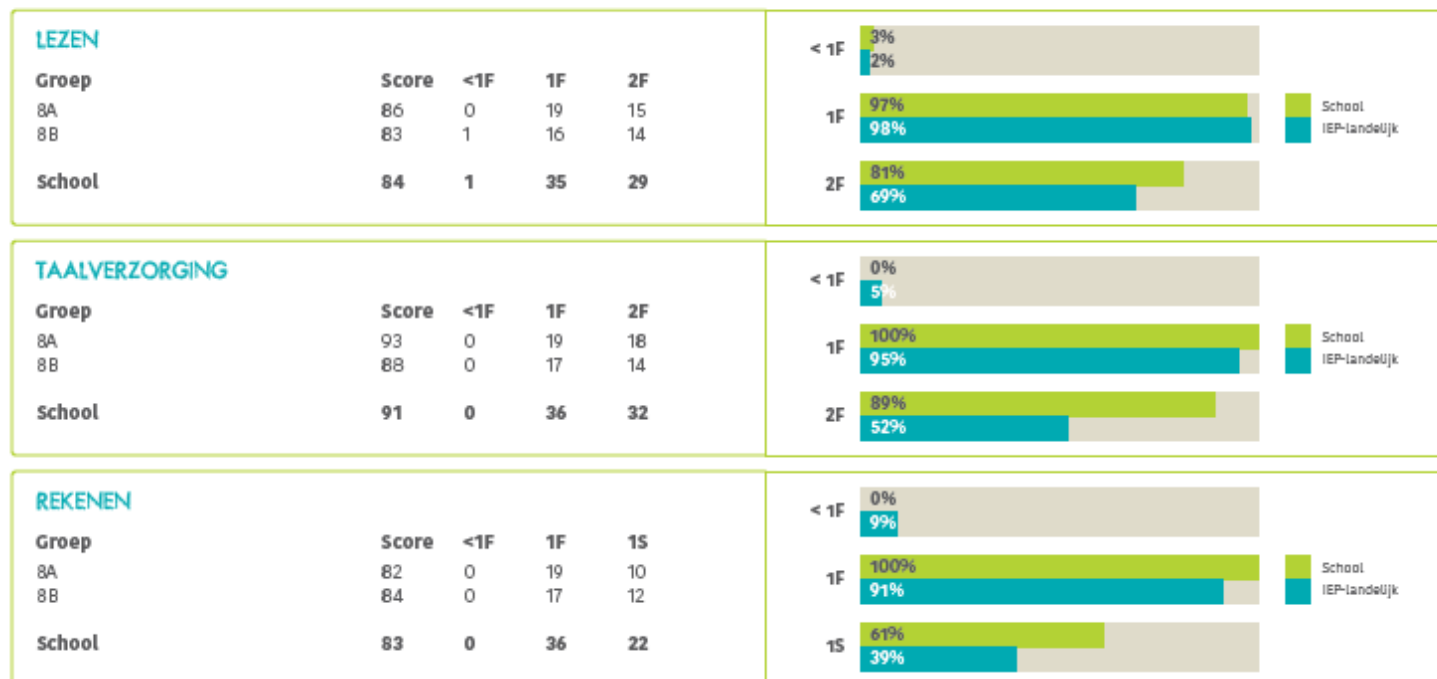 LEZEN
Groep Score <1F 1F 2F
8A 86 0 19 15
8B 83 1 16 14
School 84 1 35 29
< 1F 3%
2%
1F 97%
98%
2F 81%
69%
School
IEP-landelijk
TAALVERZORGING
Groep Score <1F 1F 2F
8A 93 0 19 18
8B 88 0 17 14
School 91 0 36 32
< 1F 0%
5%
1F 100%
95%
2F 89%
52%
School
IEP-landelijk
REKENEN
Groep Score <1F 1F 1S
8A 82 0 19 10
8B 84 0 17 12
School 83 0 36 22
< 1F 0%
9%
1F 100%
91%
1S 61%
39%
School
IEP-landelijk